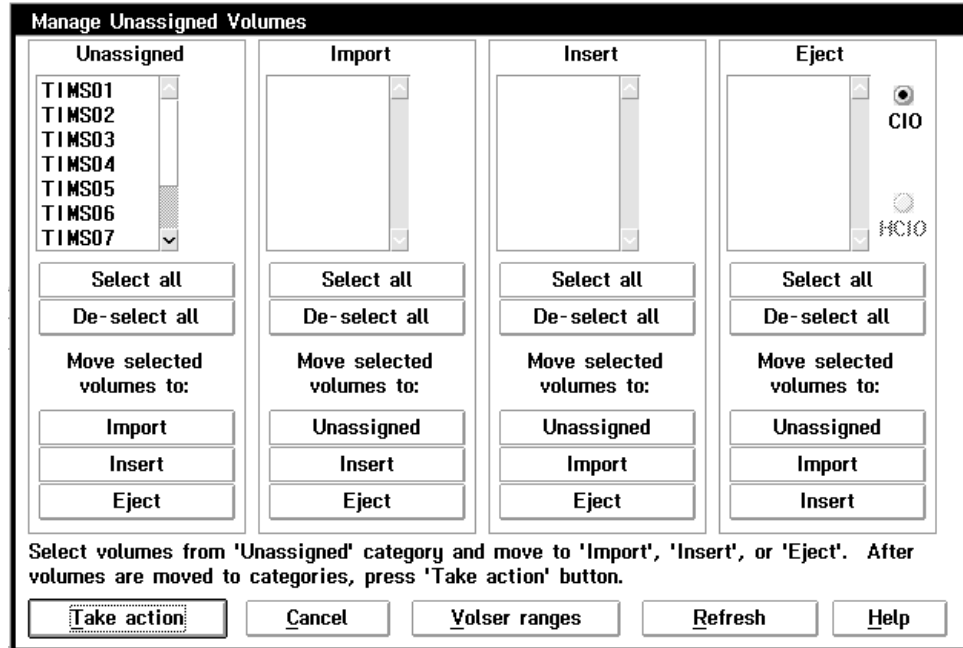 Manage Unassigned Volumes
Unassigned
TIMS01
TIMS02
TIMS03
TIMS04
TIMS05
TIMS06
TIMS07
Select all
De-select all
Move selected
volumes to:
Import
Insert
Eject
Import
Select all
De-select all
Move selected
volumes to:
Unassigned
Insert
Eject
Insert
Select all
De-select all
Move selected
volumes to:
Unassigned
Import
Eject
Eject
CIO
HCIO
Select all
De-select all
Move selected
volumes to:
Unassigned
Import
Insert
Select volumes from 'Unassigned' category and move to 'Import', 'Insert', or 'Eject'.  After
volumes are moved to categories, press 'Take action' button.
Take action
Cancel
Volser ranges
Refresh
Help